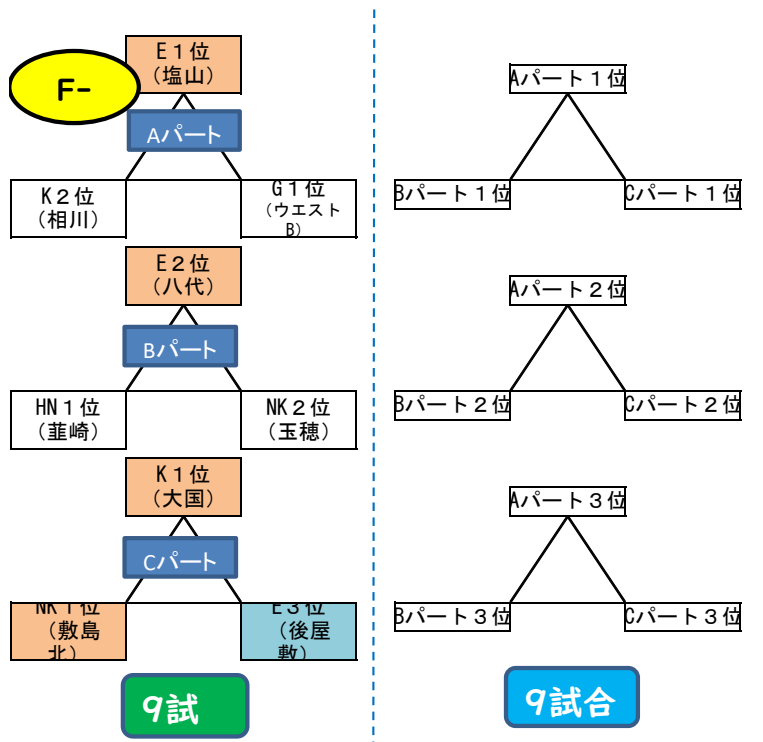 E１位
（塩山）
F-
Aパート
K２位
（相川）
G１位
（ウエスト
B）
E２位
（八代）
Bパート
HN１位
（韮崎）
NK２位
（玉穂）
K１位
（大国）
Cパート
NK１位
（敷島
北）
E３位
（後屋
敷）
9試
Aパート１位
Bパート１位
Cパート１位
Aパート２位
Bパート２位
Cパート２位
Aパート３位
Bパート３位
Cパート３位
9試合